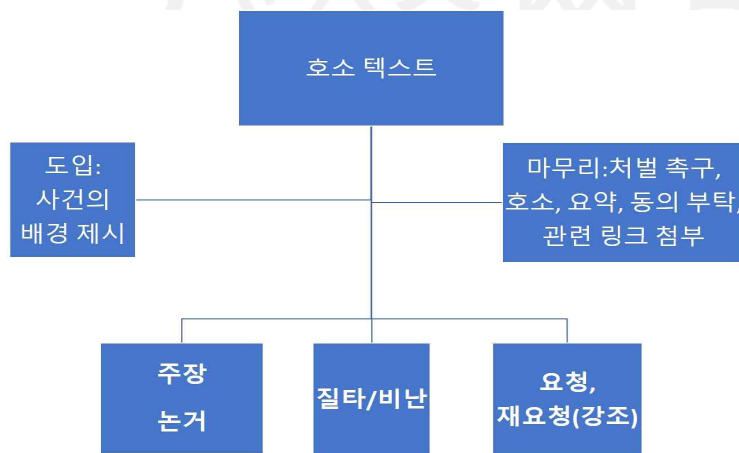 호소 텍스트
도입:
사건의
배경 제시
마무리:처벌 촉구,
호소, 요약, 동의 부탁,
관련 링크 첨부
주장
논거
질타/비난
요청,
재요청(강조)